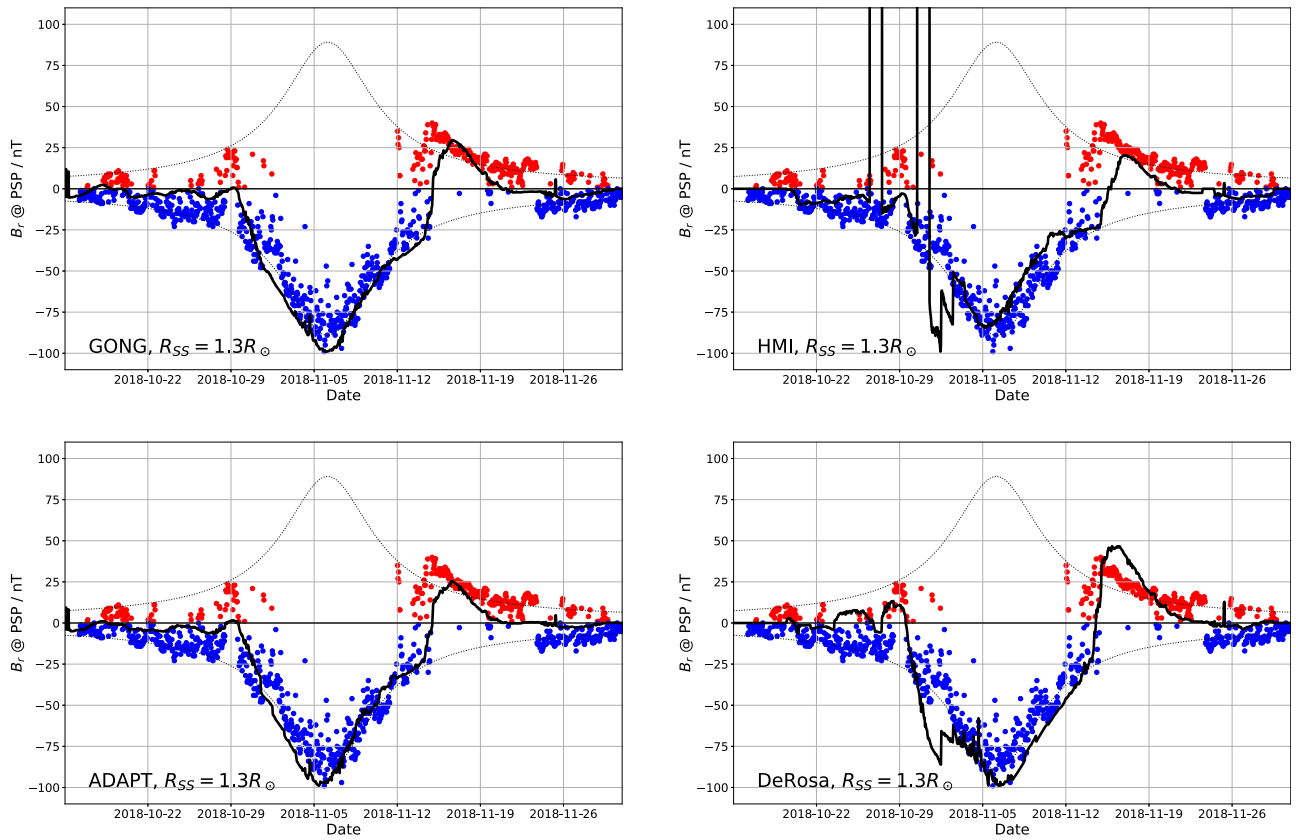 100
75
50
25
0
−25
−50
−75
−100
B_r @ PSP / nT
GONG, R_SS = 1.3R_⊙
2018-10-22 2018-10-29 2018-11-05 2018-11-12 2018-11-19 2018-11-26
Date
100
75
50
25
0
−25
−50
−75
−100
B_r @ PSP / nT
HMI, R_SS = 1.3R_⊙
2018-10-22 2018-10-29 2018-11-05 2018-11-12 2018-11-19 2018-11-26
Date
100
75
50
25
0
−25
−50
−75
−100
B_r @ PSP / nT
ADAPT, R_SS = 1.3R_⊙
2018-10-22 2018-10-29 2018-11-05 2018-11-12 2018-11-19 2018-11-26
Date
100
75
50
25
0
−25
−50
−75
−100
B_r @ PSP / nT
DeRosa, R_SS = 1.3R_⊙
2018-10-22 2018-10-29 2018-11-05 2018-11-12 2018-11-19 2018-11-26
Date